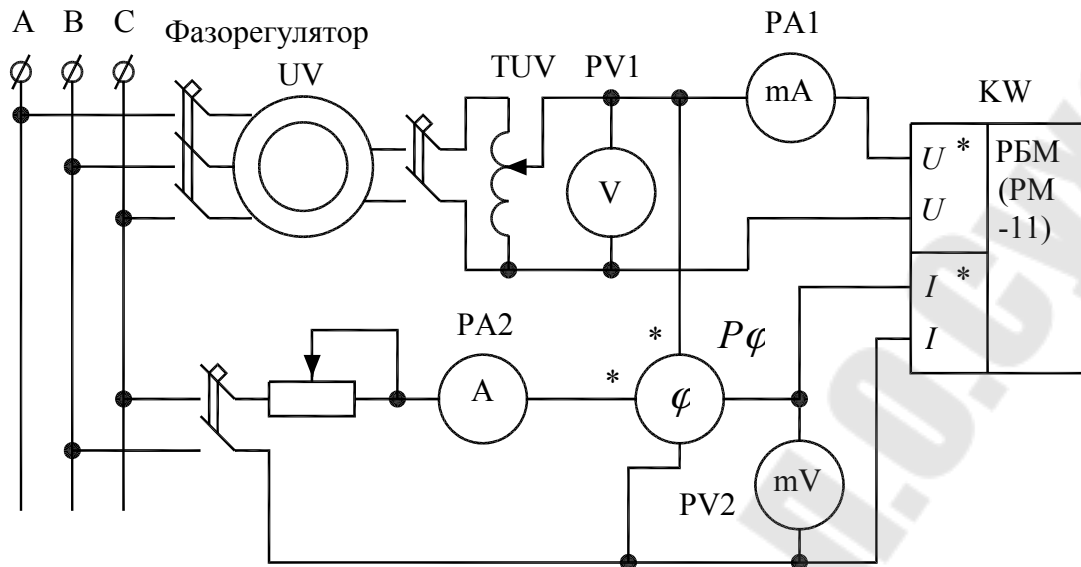 A B C
Фазорегулятор
UV
TUV
PV1
PA1
mA
KW
V
U *
U
I *
I
РБМ
(РМ
-11)
PA2
A
*
*
Pφ
φ
mV
PV2